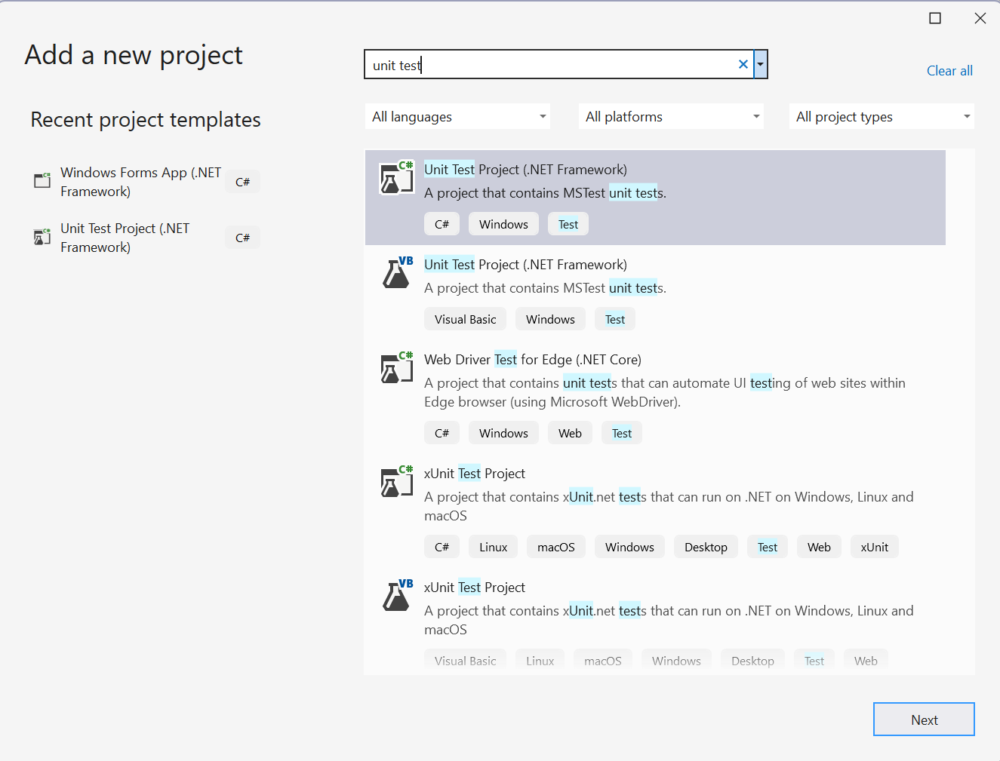 Add a new project
unit test
Clear all
Recent project templates
All languages
All platforms
All project types
Windows Forms App (.NET
Framework)
C#
Unit Test Project (.NET
Framework)
C#
C#
Unit Test Project (.NET Framework)
A project that contains MSTest unit tests.
C# Windows Test
VB
Unit Test Project (.NET Framework)
A project that contains MSTest unit tests.
Visual Basic Windows Test
C#
Web Driver Test for Edge (.NET Core)
A project that contains unit tests that can automate UI testing of web sites within
Edge browser (using Microsoft WebDriver).
C# Windows Web Test
C#
xUnit Test Project
A project that contains xUnit.net tests that can run on .NET on Windows, Linux and
macOS
C# Linux macOS Windows Desktop Test Web xUnit
VB
xUnit Test Project
A project that contains xUnit.net tests that can run on .NET on Windows, Linux and
macOS
Visual Basic Linux macOS Windows Desktop Test Web
Next